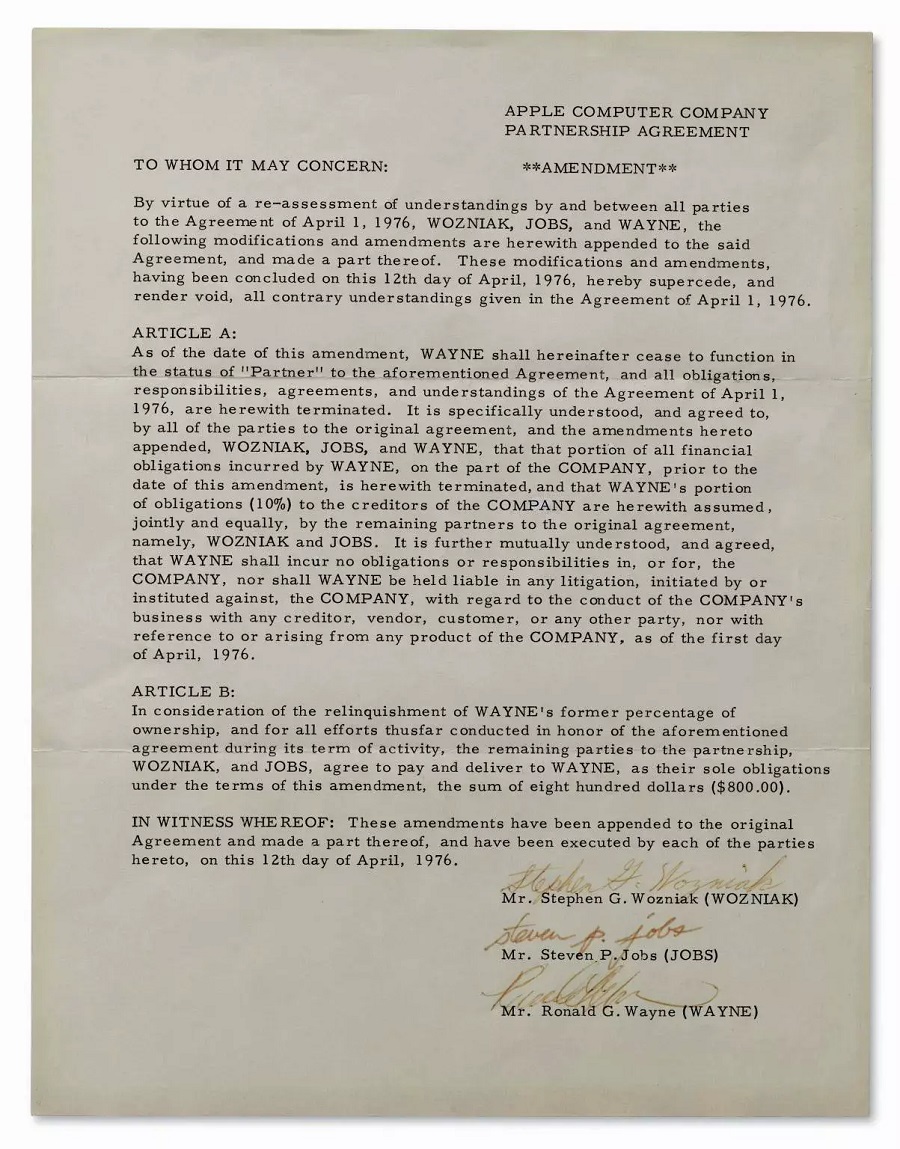 APPLE COMPUTER COMPANY
PARTNERSHIP AGREEMENT
TO WHOM IT MAY CONCERN:
**AMENDMENT**
By virtue of a re-assessment of understandings by and between all parties
to the Agreement of April 1, 1976, WOZNIAK, JOBS, and WAYNE, the
following modifications and amendments are herewith appended to the said
Agreement, and made a part thereof. These modifications and amendments,
having been concluded on this 12th day of April, 1976, hereby supercede, and
render void, all contrary understandings given in the Agreement of April 1, 1976.
ARTICLE A:
As of the date of this amendment, WAYNE shall hereinafter cease to function in
the status of "Partner" to the aforementioned Agreement, and all obligations,
responsibilities, agreements, and understandings of the Agreement of April 1,
1976, are herewith terminated. It is specifically understood, and agreed to,
by all of the parties to the original agreement, and the amendments hereto
appended, WOZNIAK, JOBS, and WAYNE, that that portion of all financial
obligations incurred by WAYNE, on the part of the COMPANY, prior to the
date of this amendment, is herewith terminated, and that WAYNE's portion
of obligations (10%) to the creditors of the COMPANY are herewith assumed,
jointly and equally, by the remaining partners to the original agreement,
namely, WOZNIAK and JOBS. It is further mutually understood, and agreed,
that WAYNE shall incur no obligations or responsibilities in, or for, the
COMPANY, nor shall WAYNE be held liable in any litigation, initiated by or
instituted against, the COMPANY, with regard to the conduct of the COMPANY's
business with any creditor, vendor, customer, or any other party, nor with
reference to or arising from any product of the COMPANY, as of the first day
of April, 1976.
ARTICLE B:
In consideration of the relinquishment of WAYNE's former percentage of
ownership, and for all efforts thusfar conducted in honor of the aforementioned
agreement during its term of activity, the remaining parties to the partnership,
WOZNIAK, and JOBS, agree to pay and deliver to WAYNE, as their sole obligations
under the terms of this amendment, the sum of eight hundred dollars ($800.00).
IN WITNESS WHEREOF: These amendments have been appended to the original
Agreement and made a part thereof, and have been executed by each of the parties
hereto, on this 12th day of April, 1976.
Stephen G. Wozniak
Mr. Stephen G. Wozniak (WOZNIAK)
steven p. jobs
Mr. Steven P. Jobs (JOBS)
Mr. Ronald G. Wayne (WAYNE)